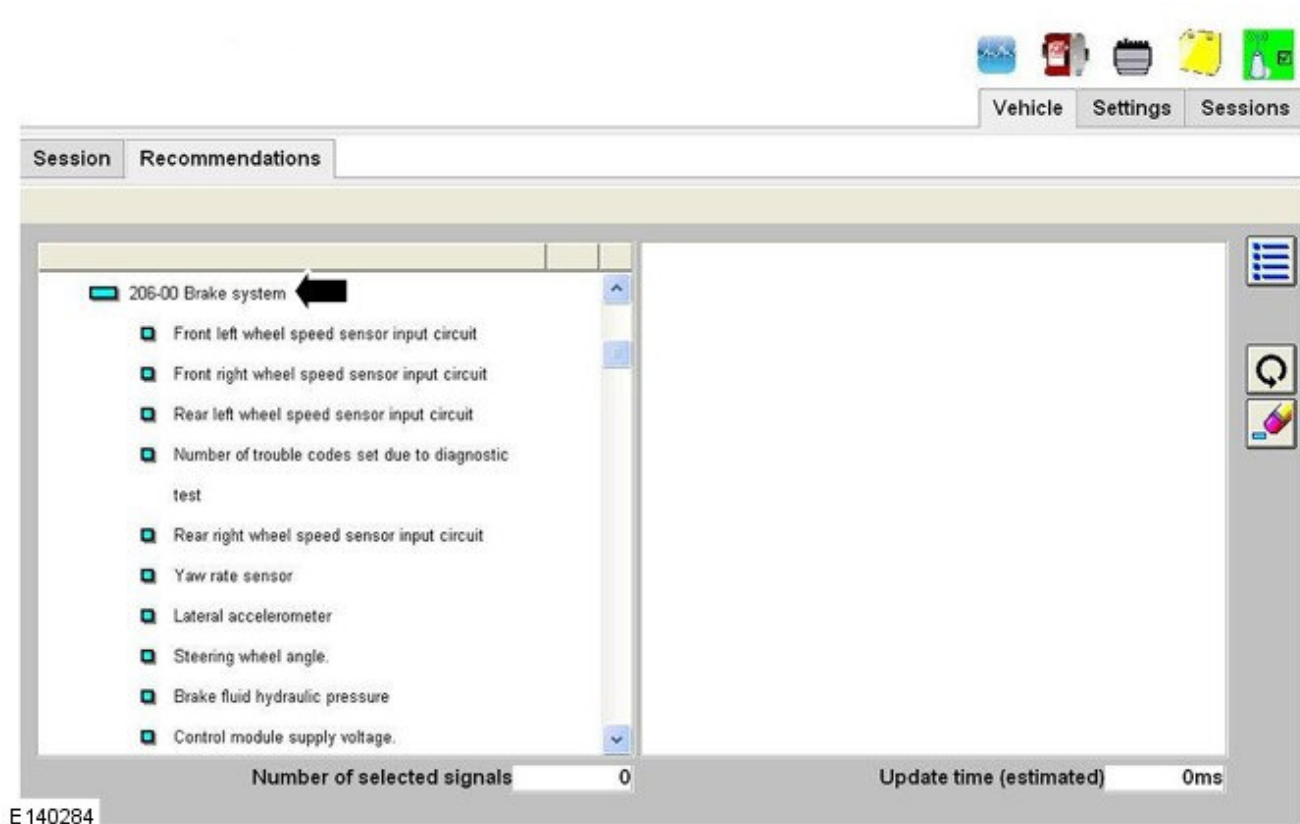 Vehicle Settings Sessions
Session Recommendations
206-00 Brake system
Front left wheel speed sensor input circuit
Front right wheel speed sensor input circuit
Rear left wheel speed sensor input circuit
Number of trouble codes set due to diagnostic
test
Rear right wheel speed sensor input circuit
Yaw rate sensor
Lateral accelerometer
Steering wheel angle.
Brake fluid hydraulic pressure
Control module supply voltage.
Number of selected signals 0
Update time (estimated) 0ms
E140284